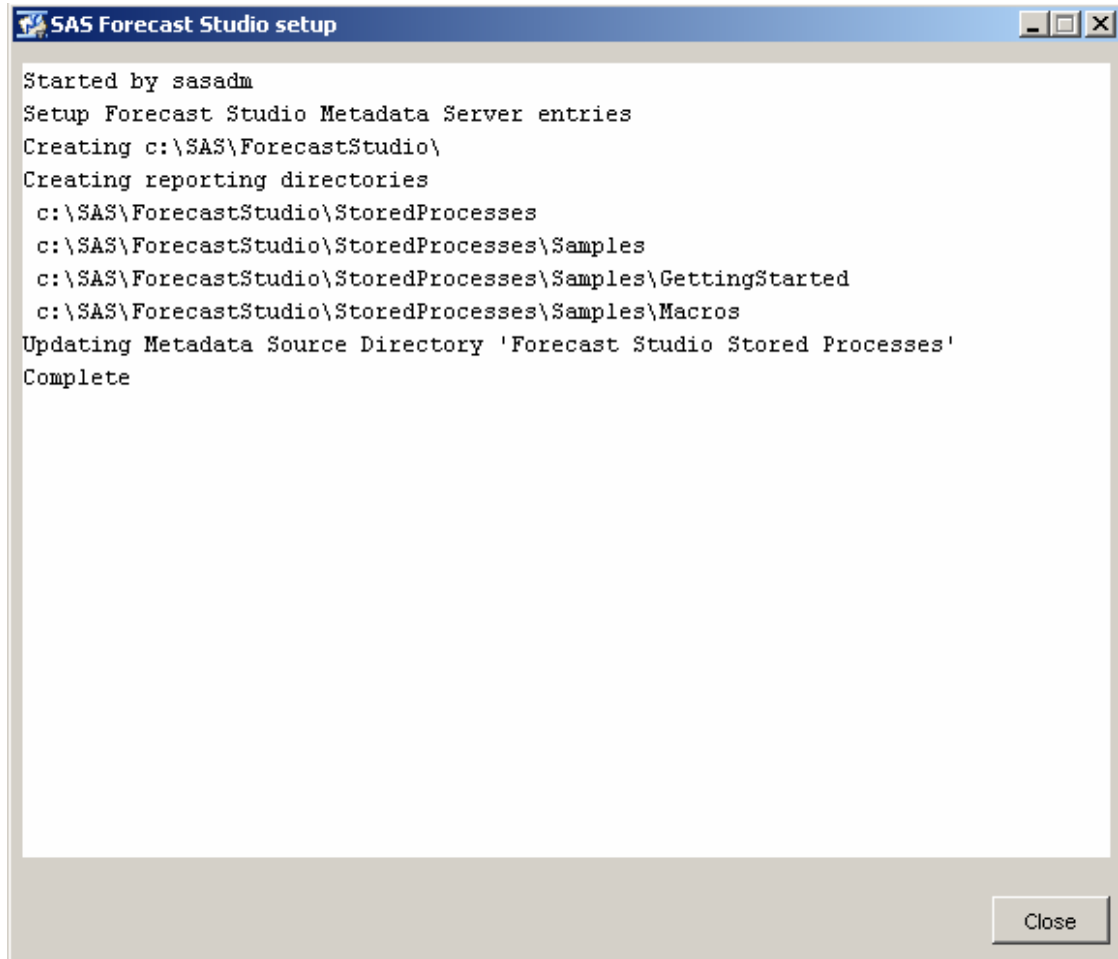 SAS Forecast Studio setup
Started by sasadm
Setup Forecast Studio Metadata Server entries
Creating c:\SAS\ForecastStudio\
Creating reporting directories
c:\SAS\ForecastStudio\StoredProcesses
c:\SAS\ForecastStudio\StoredProcesses\Samples
c:\SAS\ForecastStudio\StoredProcesses\Samples\GettingStarted
c:\SAS\ForecastStudio\StoredProcesses\Samples\Macros
Updating Metadata Source Directory 'Forecast Studio Stored Processes'
Complete
Close